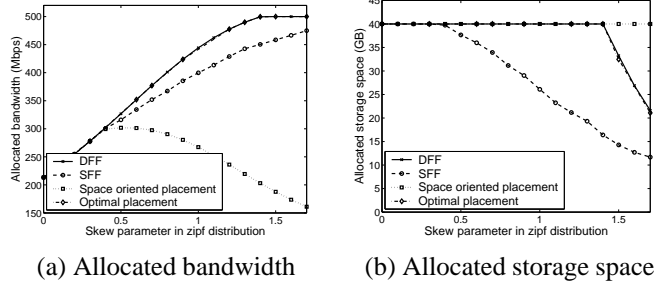 (a)
Allocated bandwidth (Mbps)
500
450
400
350
300
250
200
150
DFF
SFF
Space oriented placement
Optimal placement
0 0.5 1 1.5
Skew parameter in zipf distribution
(a) Allocated bandwidth
(b)
Allocated storage space (GB)
45
40
35
30
25
20
15
10
5
0
DFF
SFF
Space oriented placement
Optimal placement
0 0.5 1 1.5
Skew parameter in zipf distribution
(b) Allocated storage space